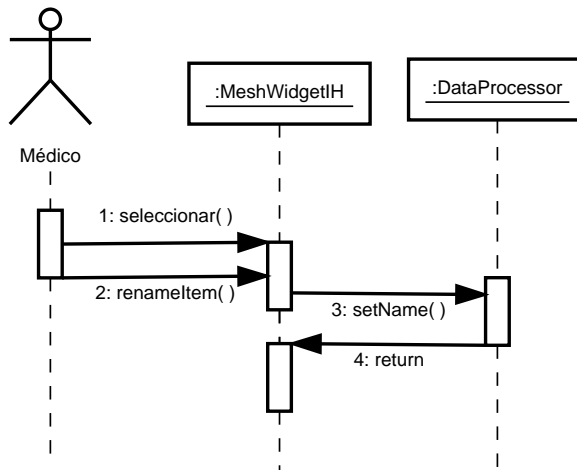 :MeshWidgetIH
:DataProcessor
Médico
1: seleccionar( )
2: renameItem( )
3: setName( )
4: return